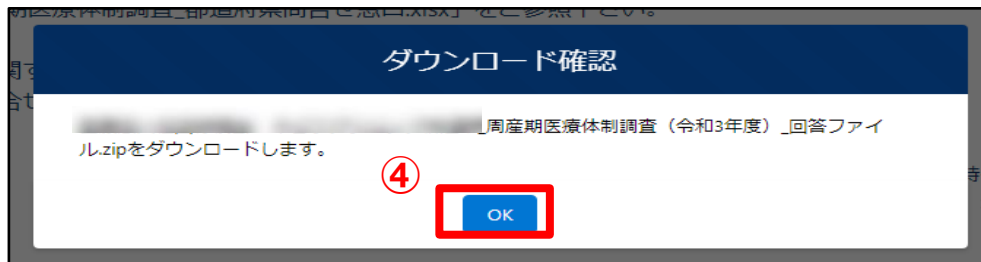 期医療体制調査_都道府県問合せ窓口.xlsx」をご参照下さい。
ダウンロード確認
_周産期医療体制調査（令和3年度）_回答ファイ
ル.zipをダウンロードします。
④
OK